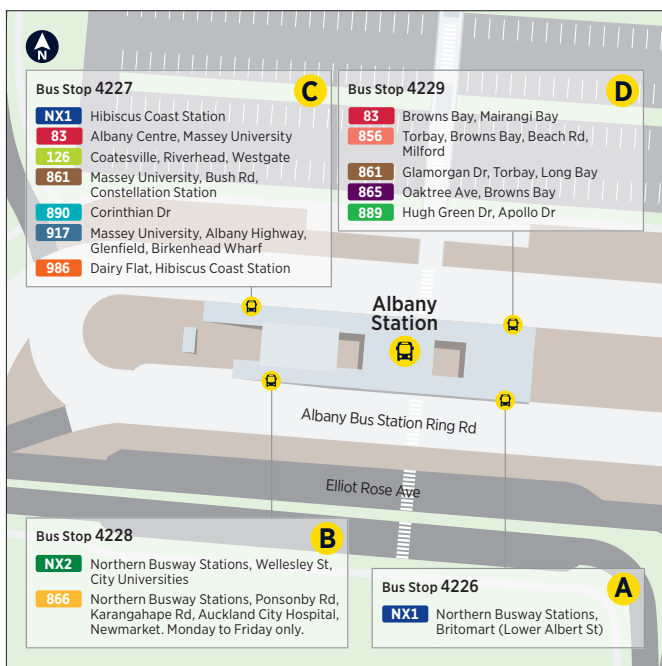 N
Bus Stop 4227
C
NX1 Hibiscus Coast Station
83 Albany Centre, Massey University
126 Coatesville, Riverhead, Westgate
861 Massey University, Bush Rd,
Constellation Station
890 Corinthian Dr
917 Massey University, Albany Highway,
Glenfield, Birkenhead Wharf
986 Dairy Flat, Hibiscus Coast Station
Bus Stop 4229
D
83 Browns Bay, Mairangi Bay
856 Torbay, Browns Bay, Beach Rd,
Milford
861 Glamorgan Dr, Torbay, Long Bay
865 Oaktree Ave, Browns Bay
889 Hugh Green Dr, Apollo Dr
Albany
Station
Albany Bus Station Ring Rd
Elliot Rose Ave
Bus Stop 4228
B
NX2 Northern Busway Stations, Wellesley St,
City Universities
866 Northern Busway Stations, Ponsonby Rd,
Karangahape Rd, Auckland City Hospital,
Newmarket. Monday to Friday only.
Bus Stop 4226
A
NX1 Northern Busway Stations,
Britomart (Lower Albert St)